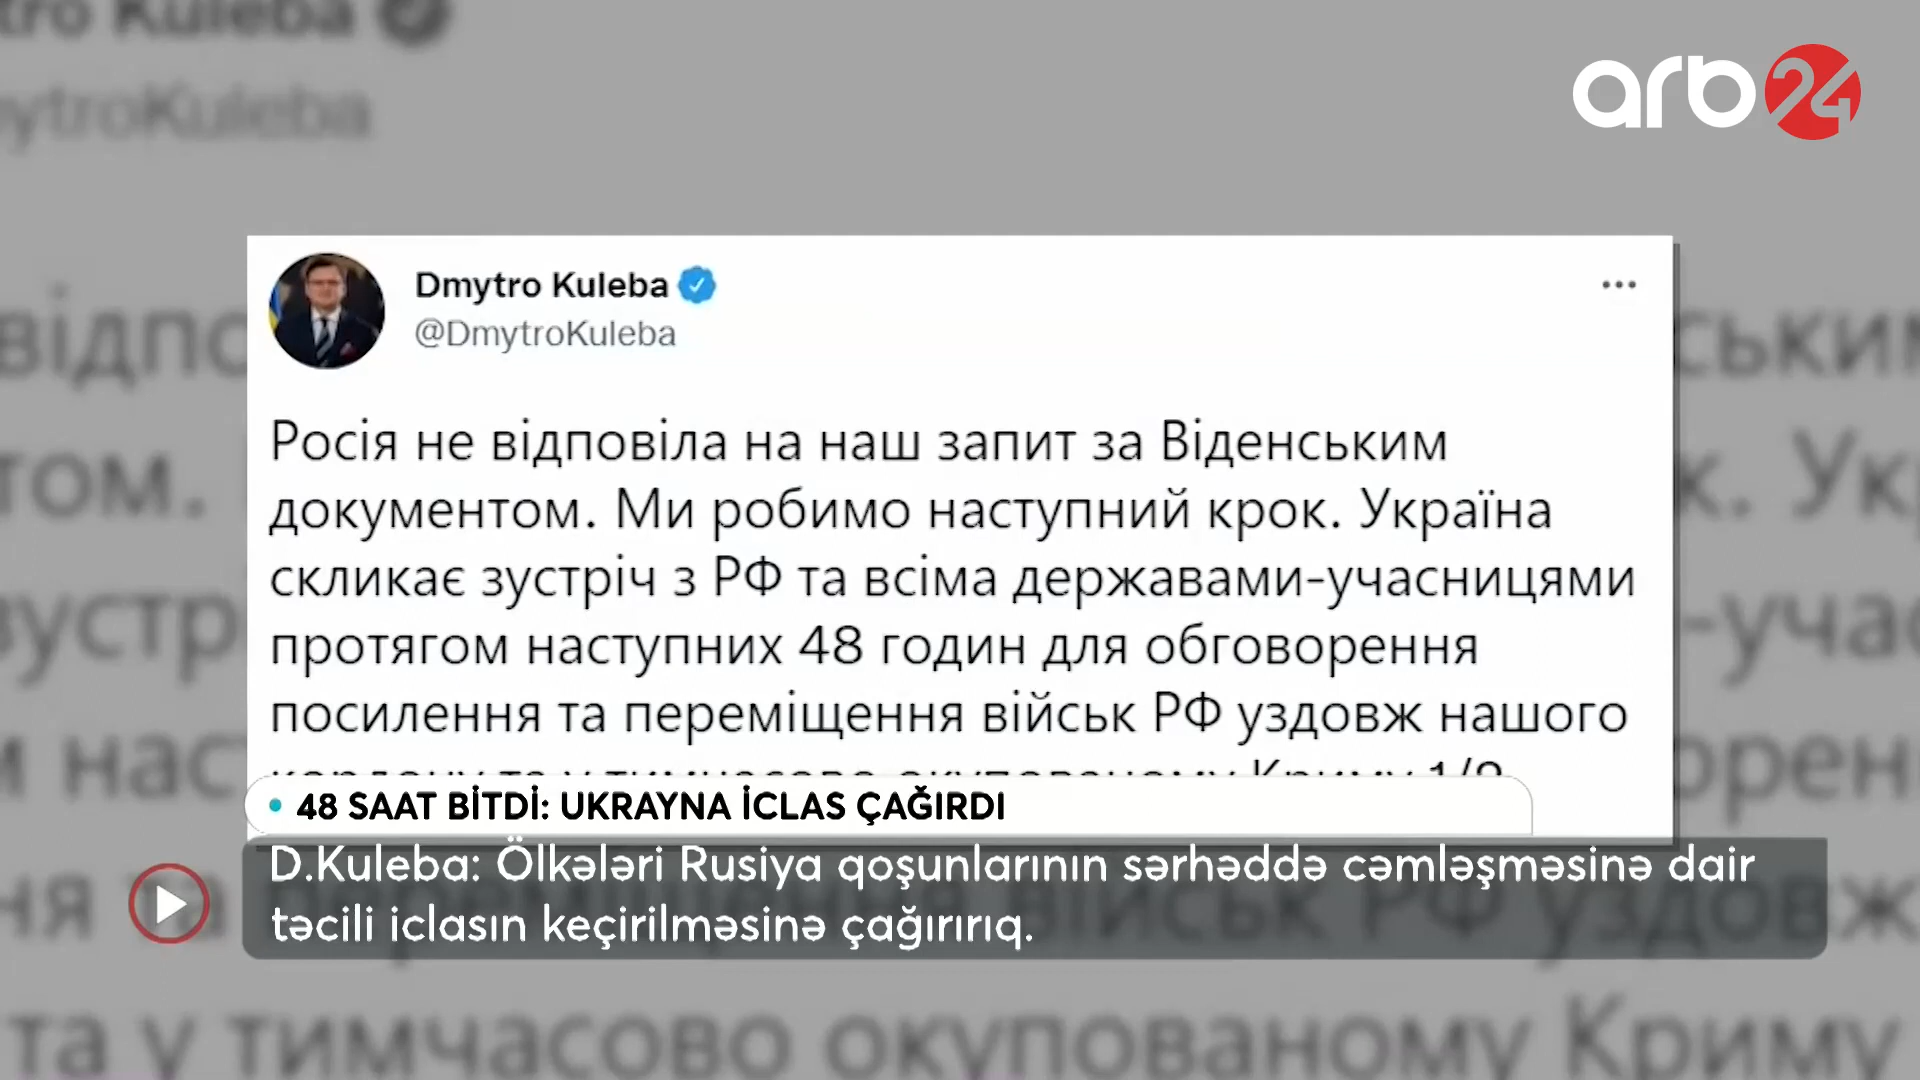 arb24
Dmytro Kuleba
@DmytroKuleba
Росія не відповіла на наш запит за Віденським
документом. Ми робимо наступний крок. Україна
скликає зустріч з РФ та всіма державами-учасницями
протягом наступних 48 годин для обговорення
посилення та переміщення військ РФ уздовж нашого
кордону та у тимчасово окупованому Криму 1/2
48 SAAT BİTDİ: UKRAYNA İCLAS ÇAĞIRDI
D.Kuleba: Ölkələri Rusiya qoşunlarının sərhəddə cəmləşməsinə dair
təcili iclasın keçirilməsinə çağırırıq.